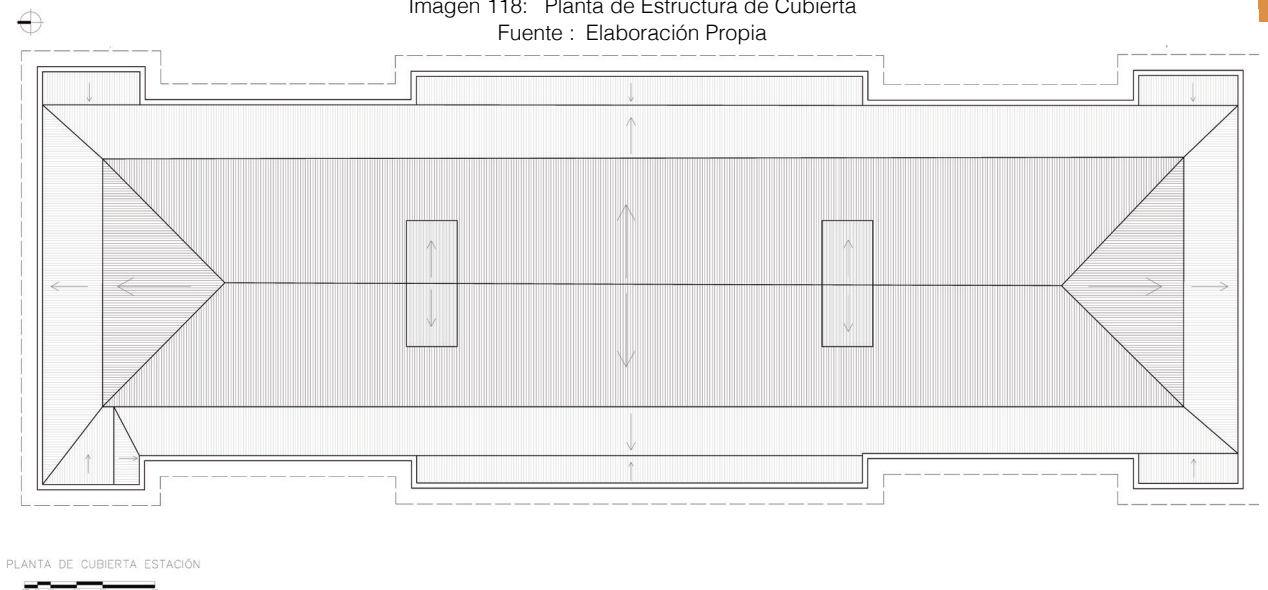 Imagen 118: Planta de Estructura de Cubierta
Fuente : Elaboración Propia
PLANTA DE CUBIERTA ESTACIÓN